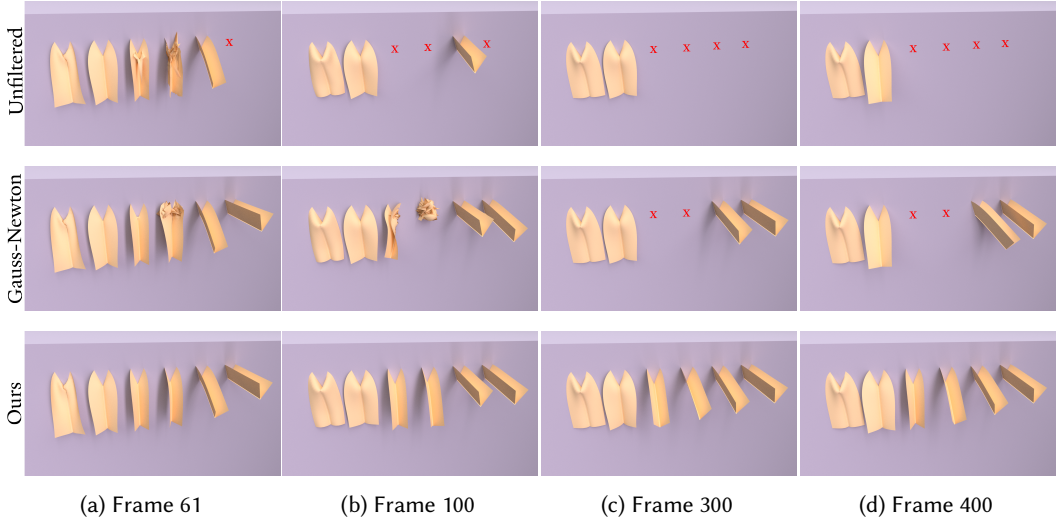 Unfiltered
x
x x x
x x x x
x x x x
Gauss-Newton
x x
x x
Ours
(a) Frame 61
(b) Frame 100
(c) Frame 300
(d) Frame 400